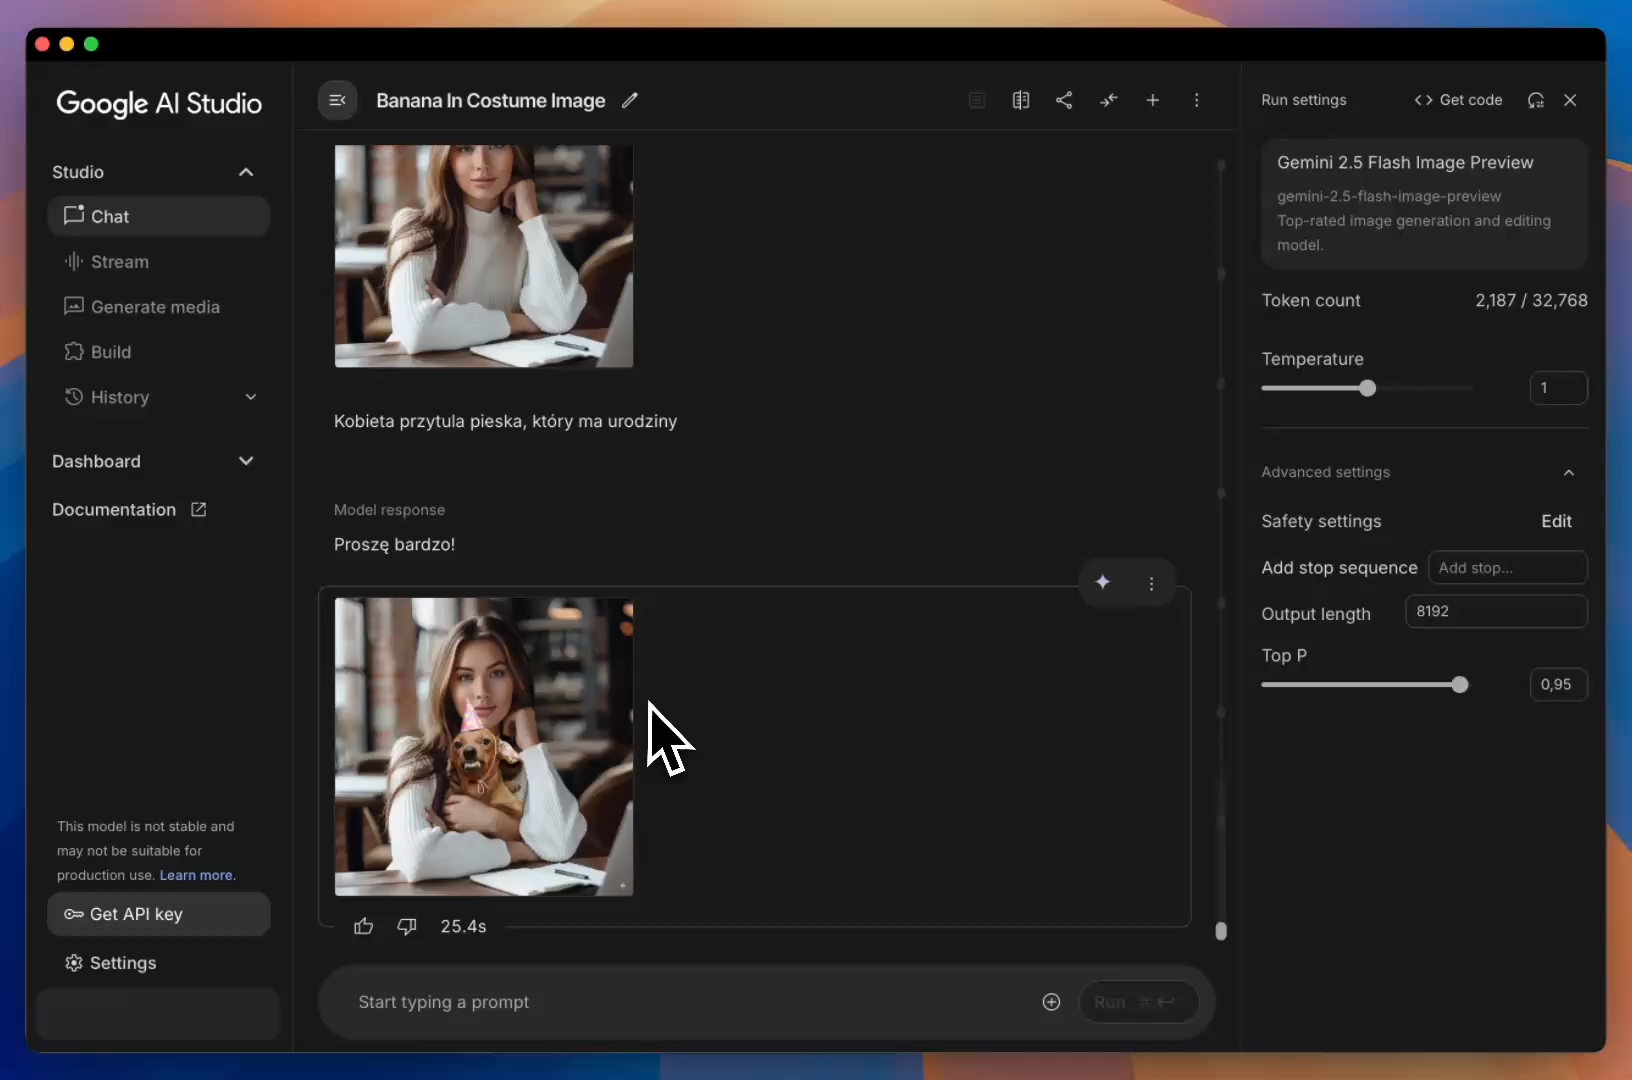 Google AI Studio
Studio
Chat
Stream
Generate media
Build
History
Dashboard
Documentation
This model is not stable and
may not be suitable for
production use. Learn more.
Get API key
Settings
Banana In Costume Image
Kobieta przytula pieska, który ma urodziny
Model response
Proszę bardzo!
25.4s
Start typing a prompt
Run ⌘ ↩
Run settings
<> Get code
Gemini 2.5 Flash Image Preview
gemini-2.5-flash-image-preview
Top-rated image generation and editing
model.
Token count 2,187 / 32,768
Temperature
1
Advanced settings
Safety settings Edit
Add stop sequence Add stop...
Output length 8192
Top P
0,95